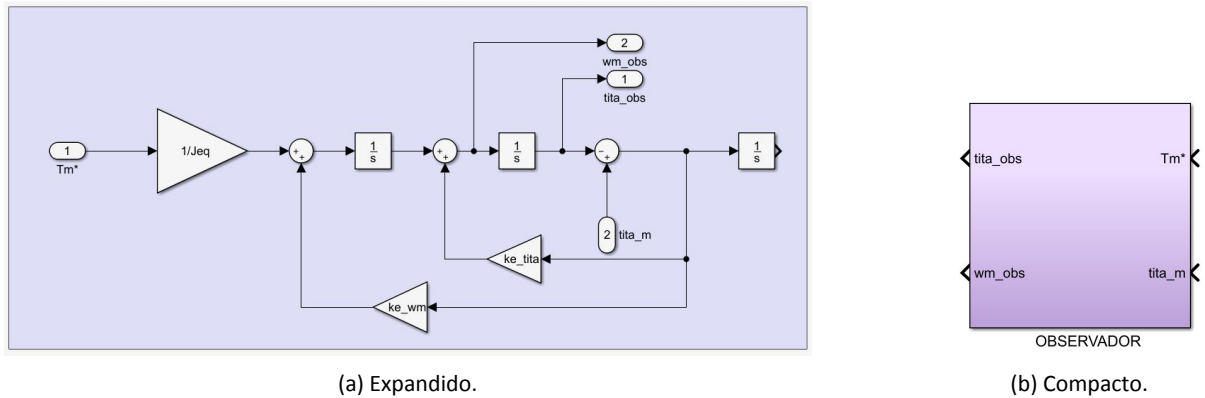 2
wm_obs
1
tita_obs
1
Tm*
1/Jeq
+
+
1
s
+
+
1
s
−
+
1
s
2
tita_m
ke_tita
ke_wm
(a) Expandido.
tita_obs
Tm*
wm_obs
tita_m
OBSERVADOR
(b) Compacto.